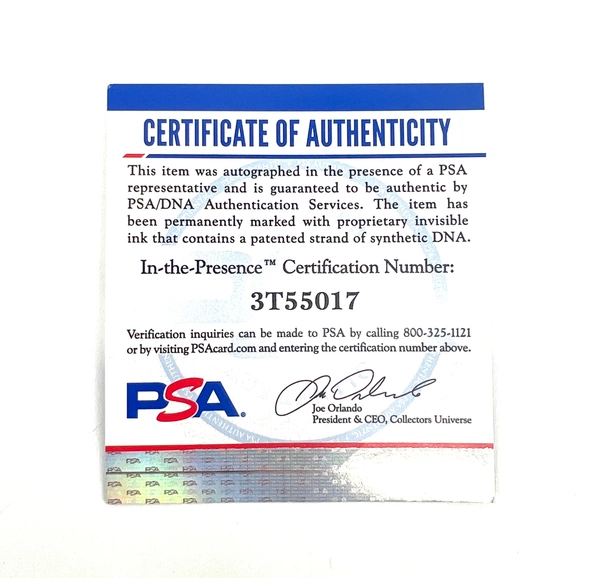 CERTIFICATE OF AUTHENTICITY
This item was autographed in the presence of a PSA
representative and is guaranteed to be authentic by
PSA/DNA Authentication Services. The item has
been permanently marked with proprietary invisible
ink that contains a patented strand of synthetic DNA.
In-the-Presence™ Certification Number:
3T55017
Verification inquiries can be made to PSA by calling 800-325-1121
or by visiting PSAcard.com and entering the certification number above.
PSA.
Joe Orlando
President & CEO, Collectors Universe